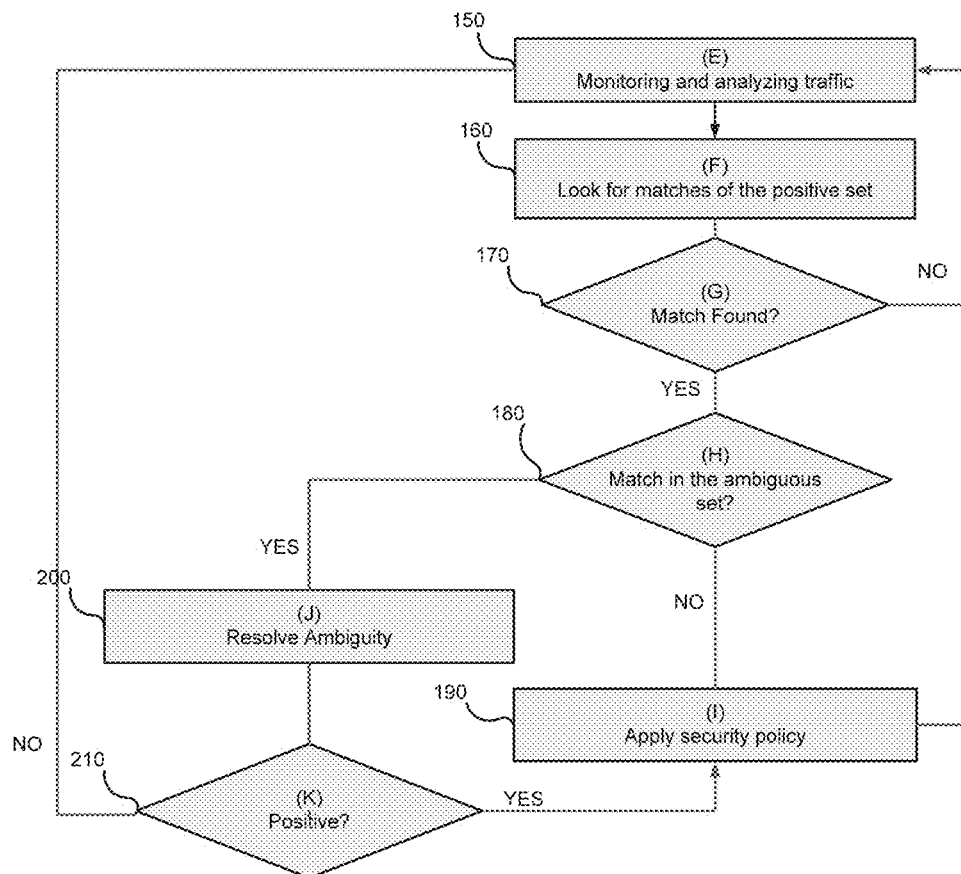 150
(E)
Monitoring and analyzing traffic
160
(F)
Look for matches of the positive set
170
(G)
Match Found?
NO
YES
180
(H)
Match in the ambiguous
set?
YES
NO
200
(J)
Resolve Ambiguity
190
(I)
Apply security policy
NO
210
(K)
Positive?
YES